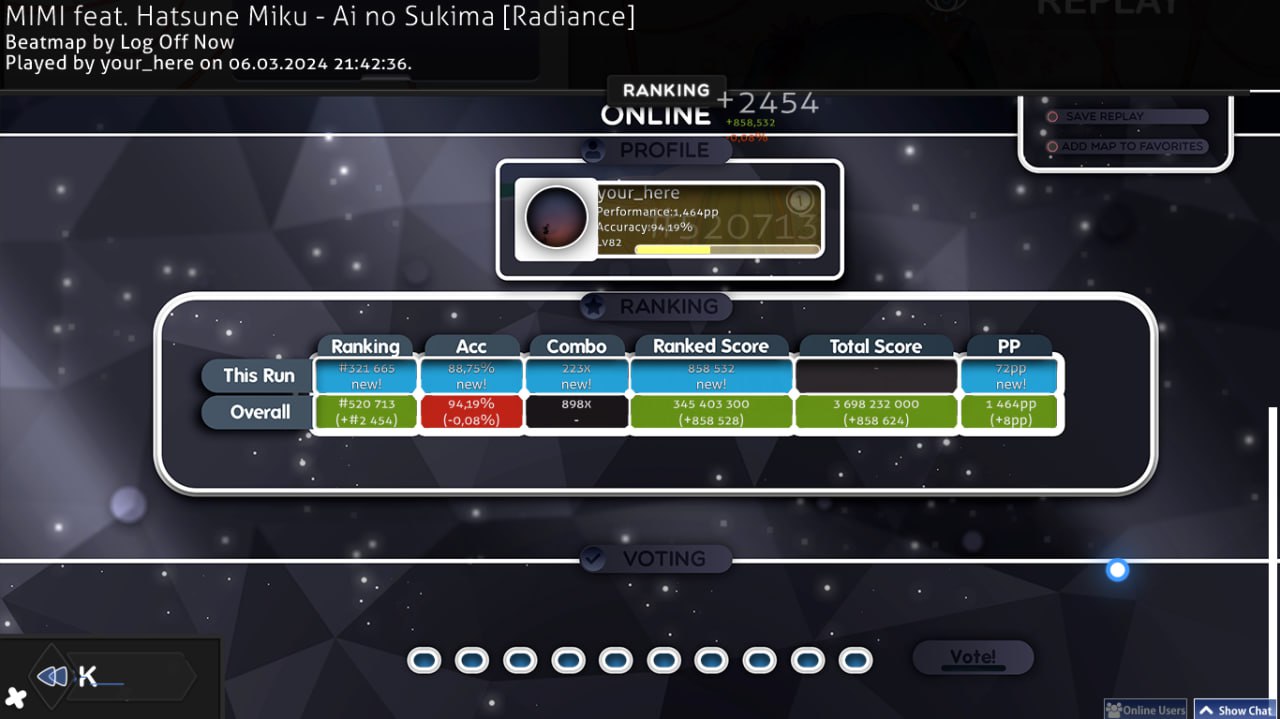 MIMI feat. Hatsune Miku - Ai no Sukima [Radiance]
REPLAY
Beatmap by Log Off Now
Played by your_here on 06.03.2024 21:42:36.
RANKING
ONLINE
+2454
+858,532
-0,08%
SAVE REPLAY
ADD MAP TO FAVORITES
PROFILE
your_here
Performance:1,464pp
Accuracy:94.19%
Lv82
1
#520713
RANKING
Ranking Acc Combo Ranked Score Total Score PP
This Run #321 665 88,75% 223x 858 532 - 72pp
new! new! new! new! new!
Overall #520 713 94,19% 898x 345 403 300 3 698 232 000 1 464pp
(+#2 454) (-0,08%) - (+858 528) (+858 624) (+8pp)
VOTING
Vote!
K
Online Users
Show Chat